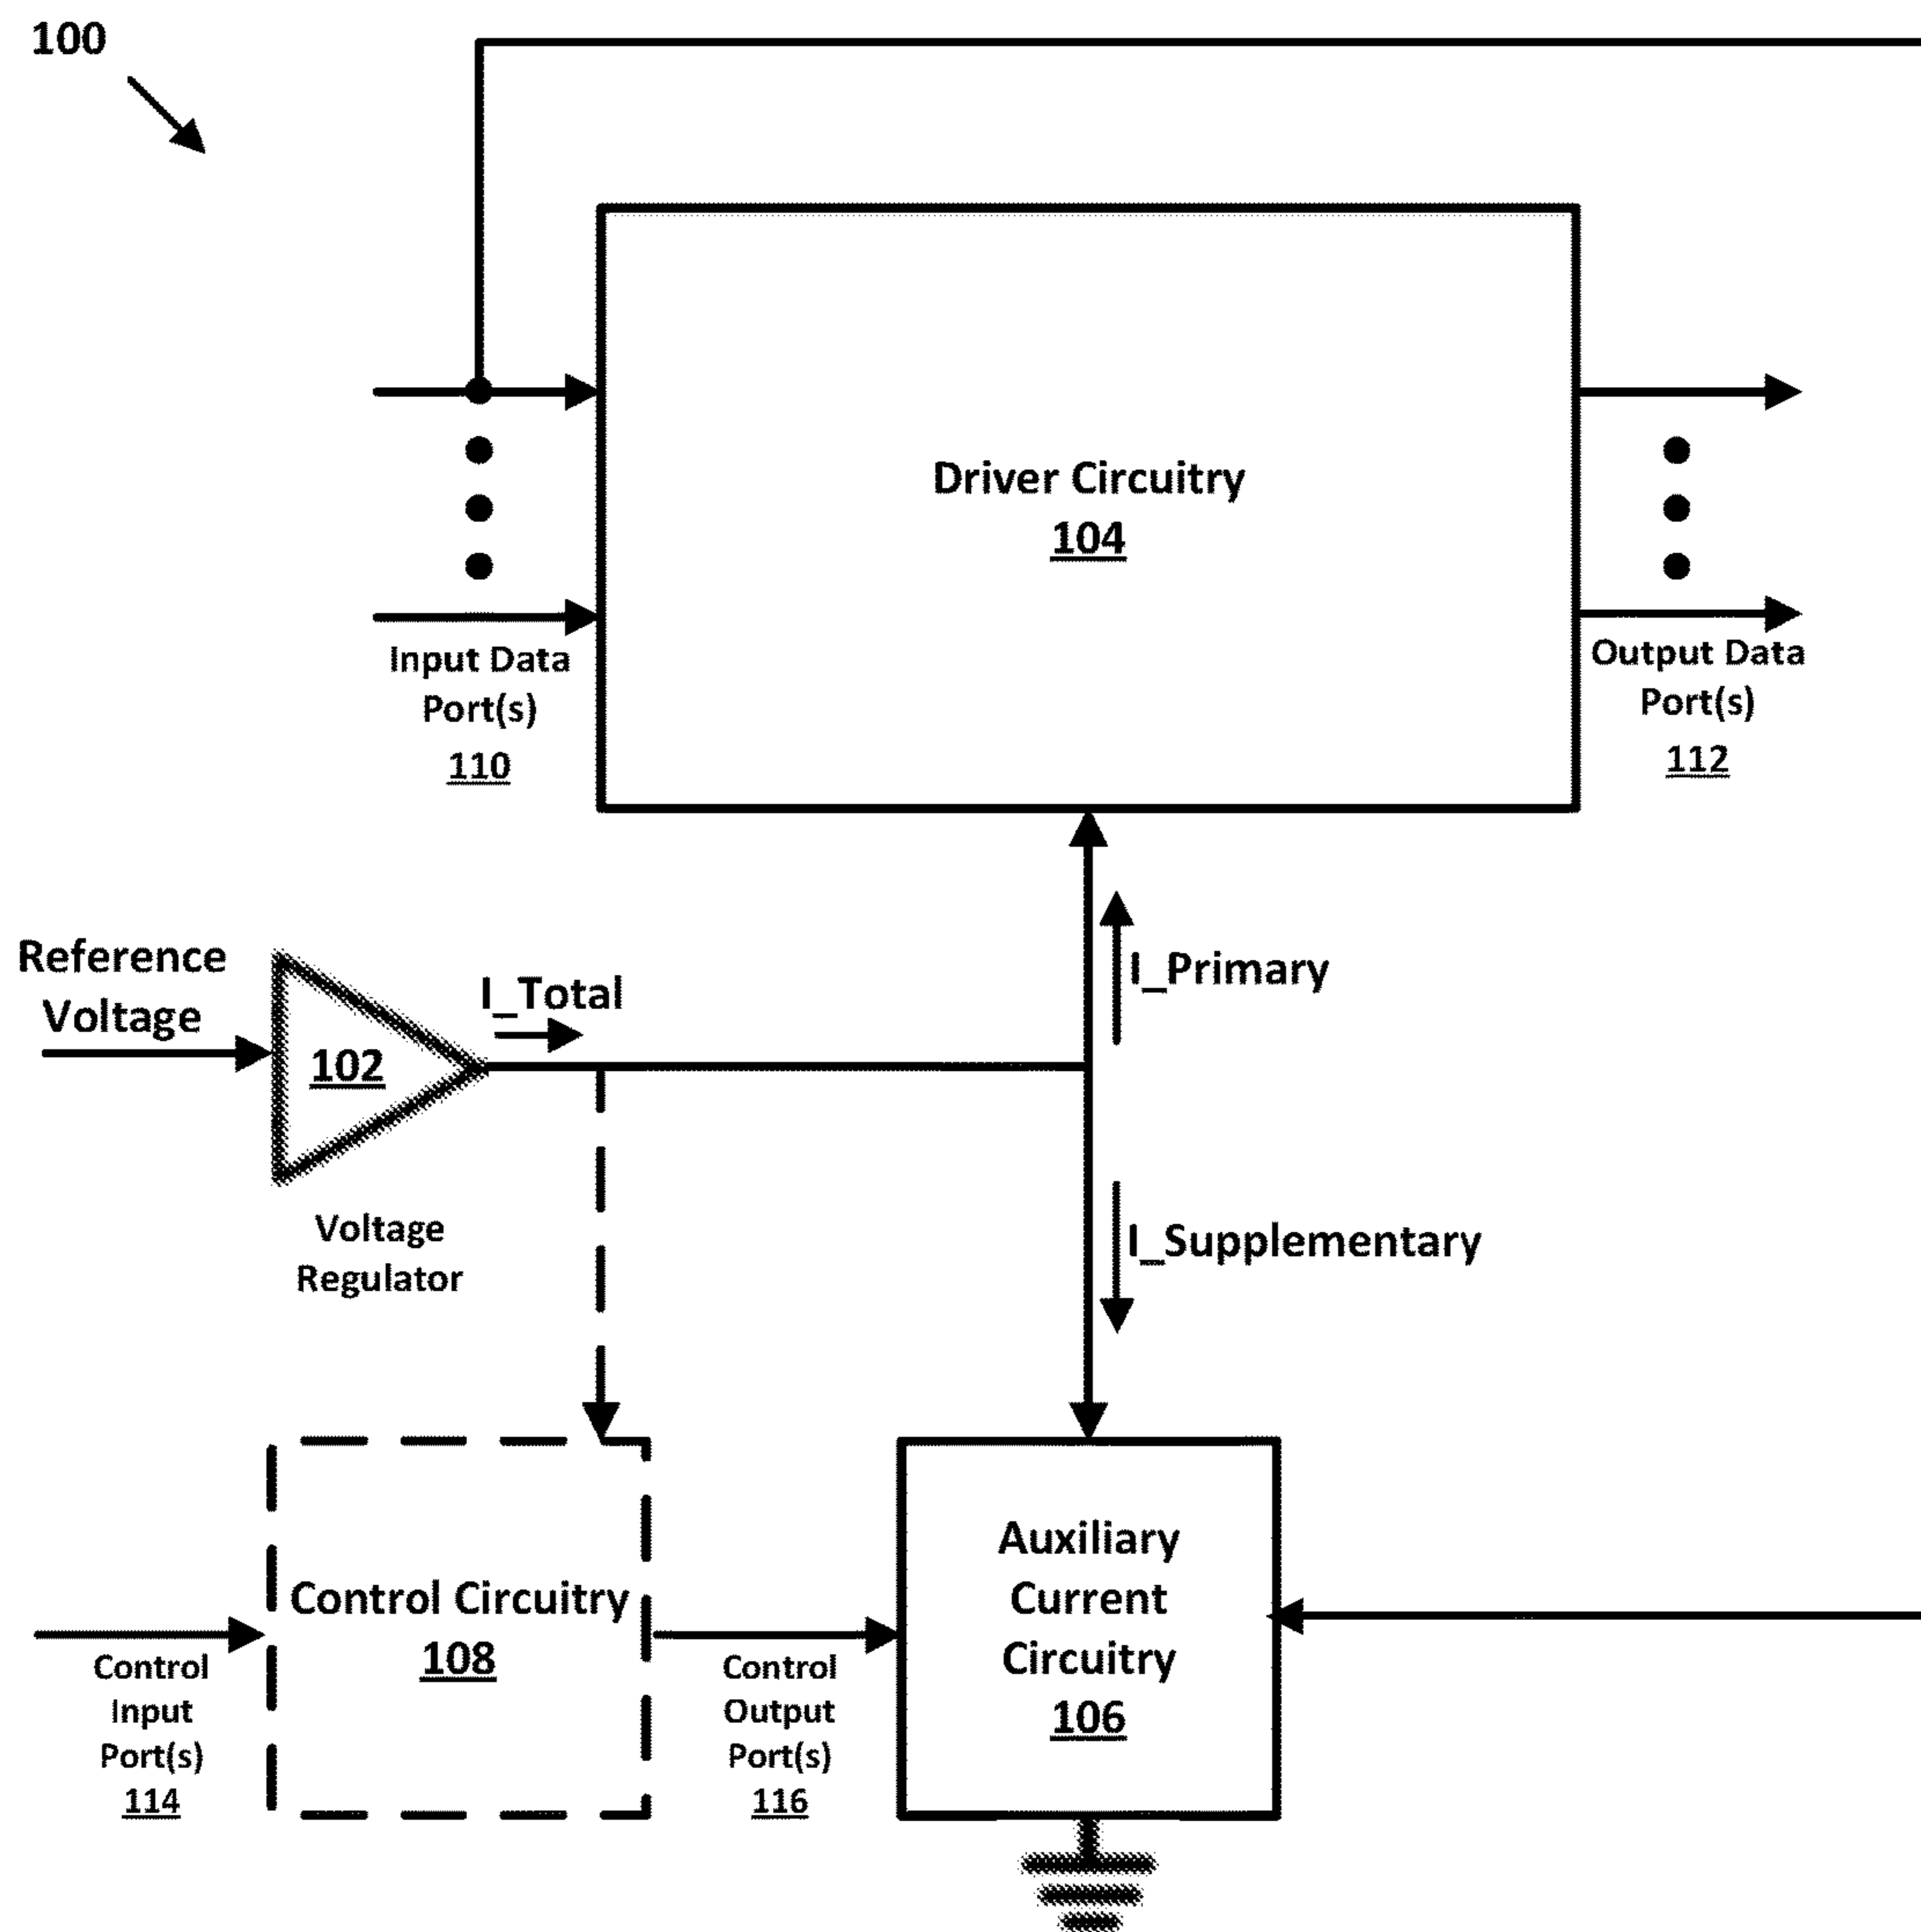 100
Driver Circuitry
104
Input Data
Port(s)
110
Output Data
Port(s)
112
Reference
Voltage
102
I_Total
I_Primary
Voltage
Regulator
I_Supplementary
Control Circuitry
108
Control
Input
Port(s)
114
Control
Output
Port(s)
116
Auxiliary
Current
Circuitry
106